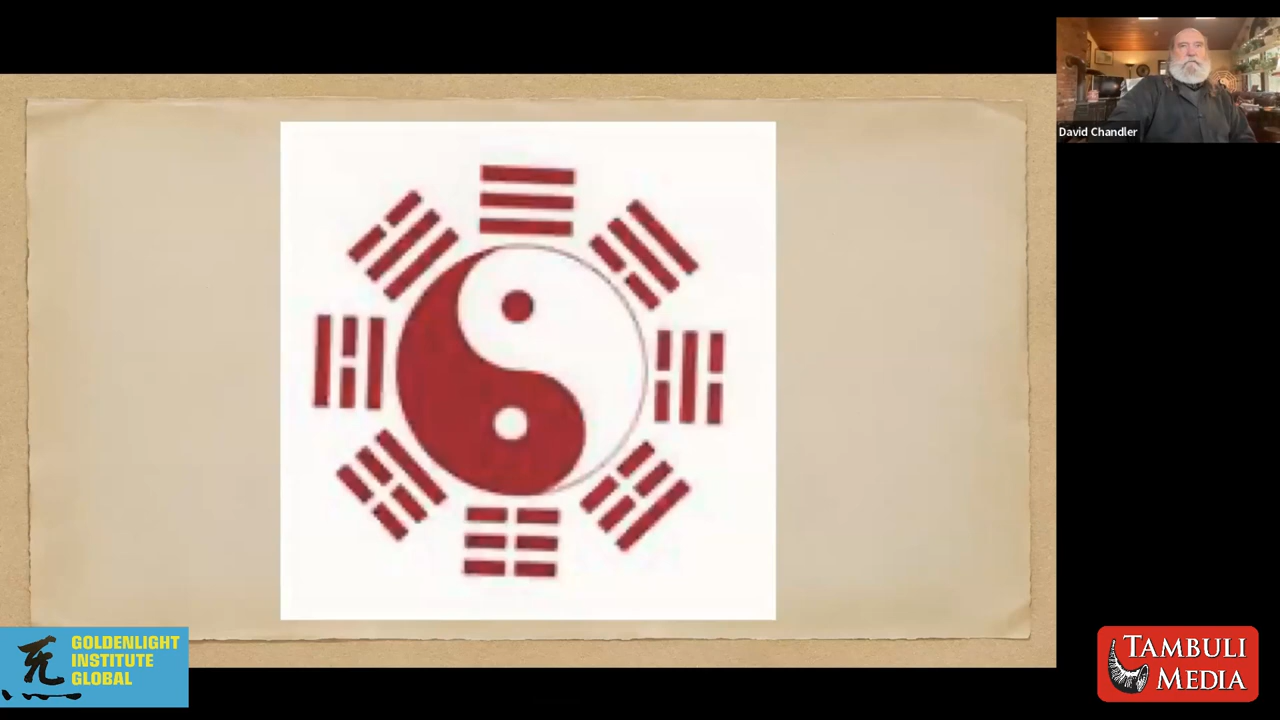 David Chandler
GOLDENLIGHT
INSTITUTE
GLOBAL
TAMBULI
MEDIA